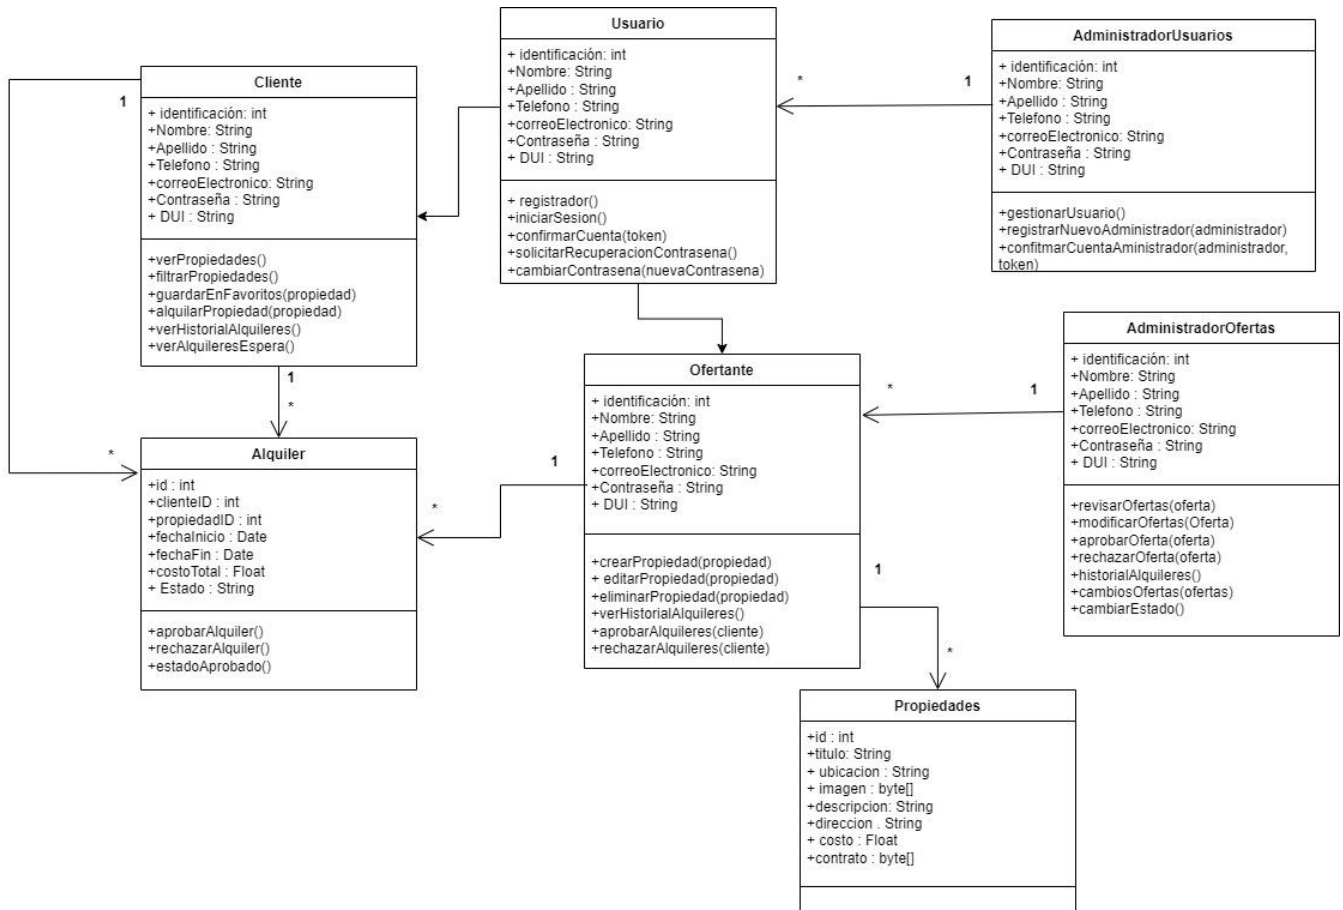 Usuario
+ identificación: int
+Nombre: String
+Apellido : String
+Telefono : String
+correoElectronico: String
+Contraseña : String
+ DUI : String
+ registrador()
+iniciarSesion()
+confirmarCuenta(token)
+solicitarRecuperacionContrasena()
+cambiarContrasena(nuevaContrasena)
AdministradorUsuarios
+ identificación: int
+Nombre: String
+Apellido : String
+Telefono : String
+correoElectronico: String
+Contraseña : String
+ DUI : String
+gestionarUsuario()
+registrarNuevoAdministrador(administrador)
+confitmarCuentaAministrador(administrador,
token)
* 1
Cliente
+ identificación: int
+Nombre: String
+Apellido : String
+Telefono : String
+correoElectronico: String
+Contraseña : String
+ DUI : String
+verPropiedades()
+filtrarPropiedades()
+guardarEnFavoritos(propiedad)
+alquilarPropiedad(propiedad)
+verHistorialAlquileres()
+verAlquileresEspera()
1
1
*
*
Ofertante
+ identificación: int
+Nombre: String
+Apellido : String
+Telefono : String
+correoElectronico: String
+Contraseña : String
+ DUI : String
+crearPropiedad(propiedad)
+ editarPropiedad(propiedad)
+eliminarPropiedad(propiedad)
+verHistorialAlquileres()
+aprobarAlquileres(cliente)
+rechazarAlquileres(cliente)
* 1
AdministradorOfertas
+ identificación: int
+Nombre: String
+Apellido : String
+Telefono : String
+correoElectronico: String
+Contraseña : String
+ DUI : String
+revisarOfertas(oferta)
+modificarOfertas(Oferta)
+aprobarOferta(oferta)
+rechazarOferta(oferta)
+historialAlquileres()
+cambiosOfertas(ofertas)
+cambiarEstado()
Alquiler
+id : int
+clienteID : int
+propiedadID : int
+fechaInicio : Date
+fechaFin : Date
+costoTotal : Float
+ Estado : String
+aprobarAlquiler()
+rechazarAlquiler()
+estadoAprobado()
1
*
1
*
Propiedades
+id : int
+titulo: String
+ ubicacion : String
+ imagen : byte[]
+descripcion: String
+direccion . String
+ costo : Float
+contrato : byte[]